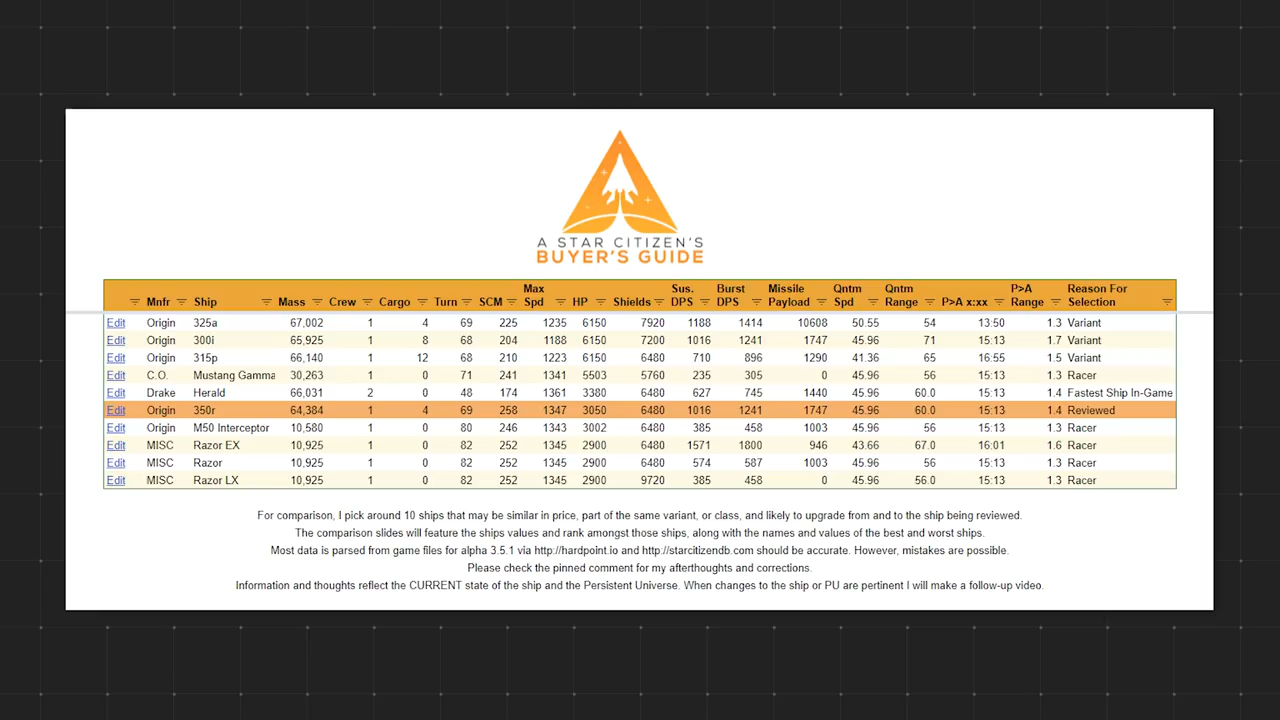 A STAR CITIZEN'S
BUYER'S GUIDE
Mnfr Ship Mass Crew Cargo Turn SCM Max Spd HP Shields Sus. DPS Burst DPS Missile Payload Qntm Spd Qntm Range P>A x:xx P>A Range Reason For Selection
Edit Origin 325a 67,002 1 4 69 225 1235 6150 7920 1188 1414 10608 50.55 54 13:50 1.3 Variant
Edit Origin 300i 65,925 1 8 68 204 1188 6150 7200 1016 1241 1747 45.96 71 15:13 1.7 Variant
Edit Origin 315p 66,140 1 12 68 210 1223 6150 6480 710 896 1290 41.36 65 16:55 1.5 Variant
Edit C.O. Mustang Gamma 30,263 1 0 71 241 1341 5503 5760 235 305 0 45.96 56 15:13 1.3 Racer
Edit Drake Herald 66,031 2 0 48 174 1361 3380 6480 627 745 1440 45.96 60.0 15:13 1.4 Fastest Ship In-Game
Edit Origin 350r 64,384 1 4 69 258 1347 3050 6480 1016 1241 1747 45.96 60.0 15:13 1.4 Reviewed
Edit Origin M50 Interceptor 10,580 1 0 80 246 1343 3002 6480 385 458 1003 45.96 56 15:13 1.3 Racer
Edit MISC Razor EX 10,925 1 0 82 252 1345 2900 6480 1571 1800 946 43.66 67.0 16:01 1.6 Racer
Edit MISC Razor 10,925 1 0 82 252 1345 2900 6480 574 587 1003 45.96 56 15:13 1.3 Racer
Edit MISC Razor LX 10,925 1 0 82 252 1345 2900 9720 385 458 0 45.96 56.0 15:13 1.3 Racer
For comparison, I pick around 10 ships that may be similar in price, part of the same variant, or class, and likely to upgrade from and to the ship being reviewed.
The comparison slides will feature the ships values and rank amongst those ships, along with the names and values of the best and worst ships.
Most data is parsed from game files for alpha 3.5.1 via http://hardpoint.io and http://starcitizendb.com should be accurate. However, mistakes are possible.
Please check the pinned comment for my afterthoughts and corrections.
Information and thoughts reflect the CURRENT state of the ship and the Persistent Universe. When changes to the ship or PU are pertinent I will make a follow-up video.